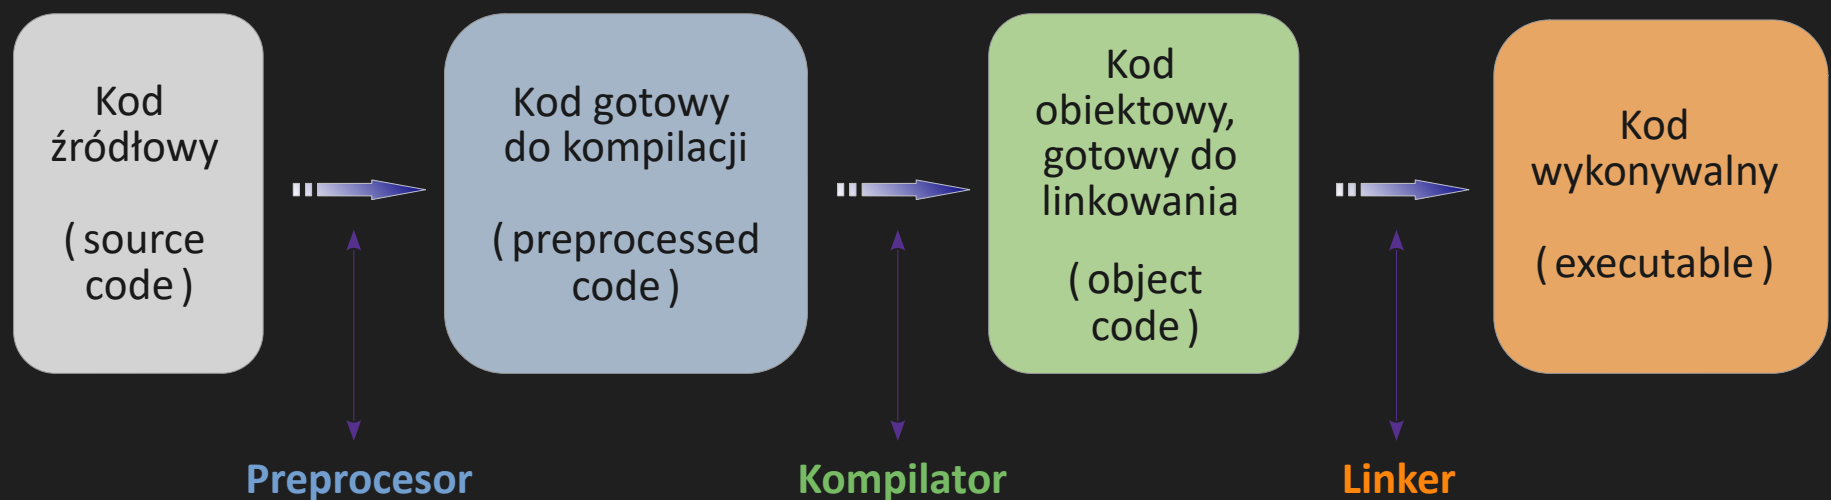 Kod
źródłowy
(source
code)
Kod gotowy
do kompilacji
(preprocessed
code)
Kod
obiektowy,
gotowy do
linkowania
(object
code)
Kod
wykonywalny
(executable)
Preprocesor
Kompilator
Linker